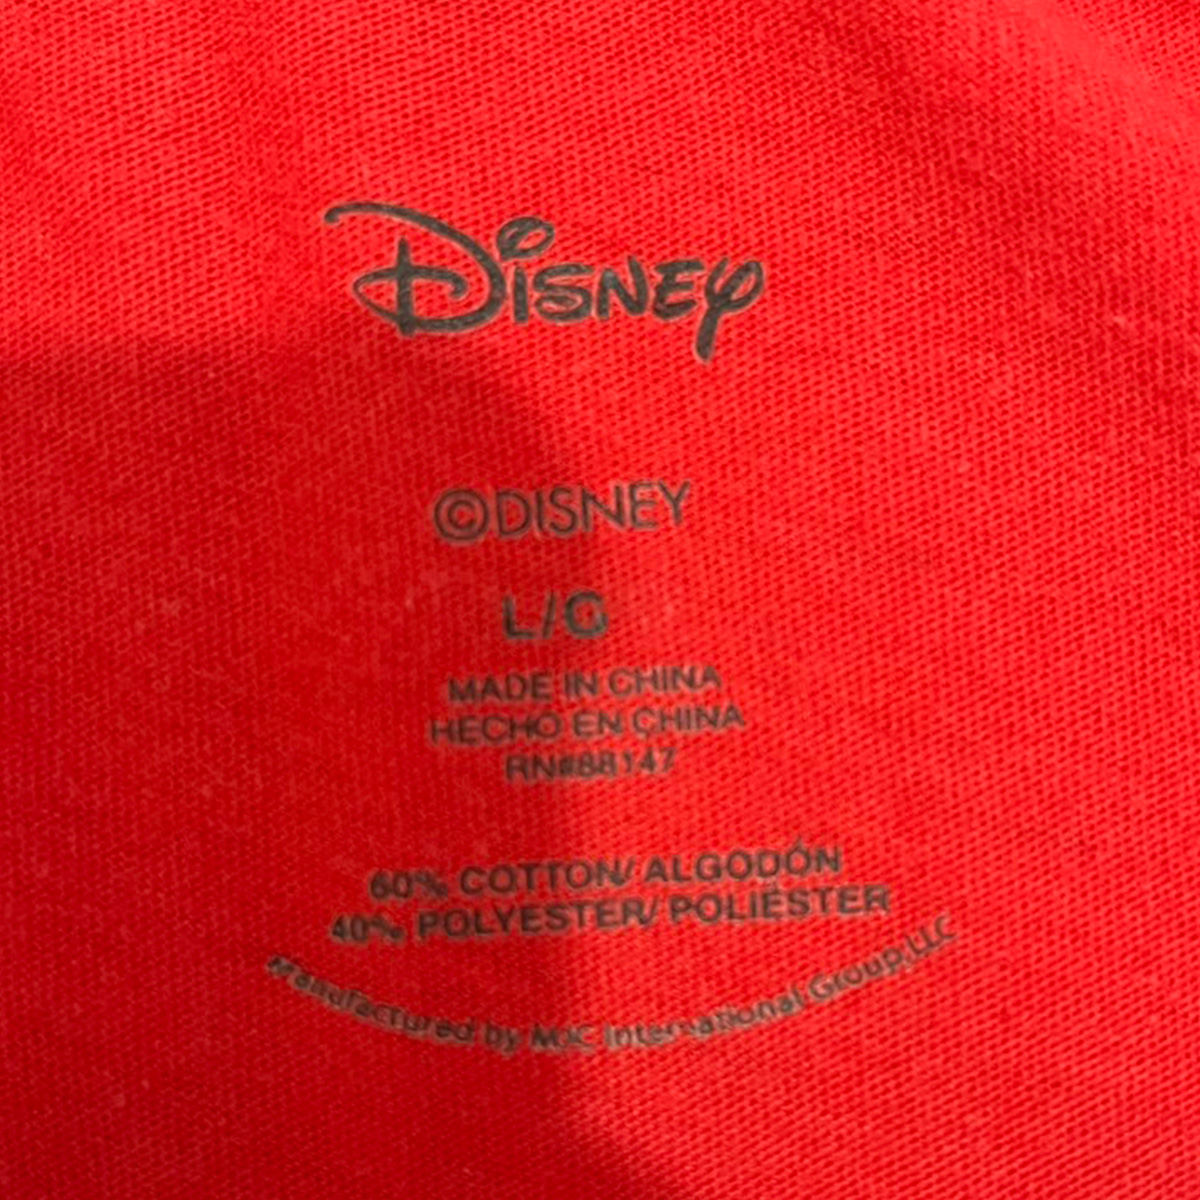 Disney
©DISNEY
L/G
MADE IN CHINA
HECHO EN CHINA
RN#88147
60% COTTON/ ALGODÓN
40% POLYESTER/ POLIÉSTER
Manufactured by MJC International Group,LLC